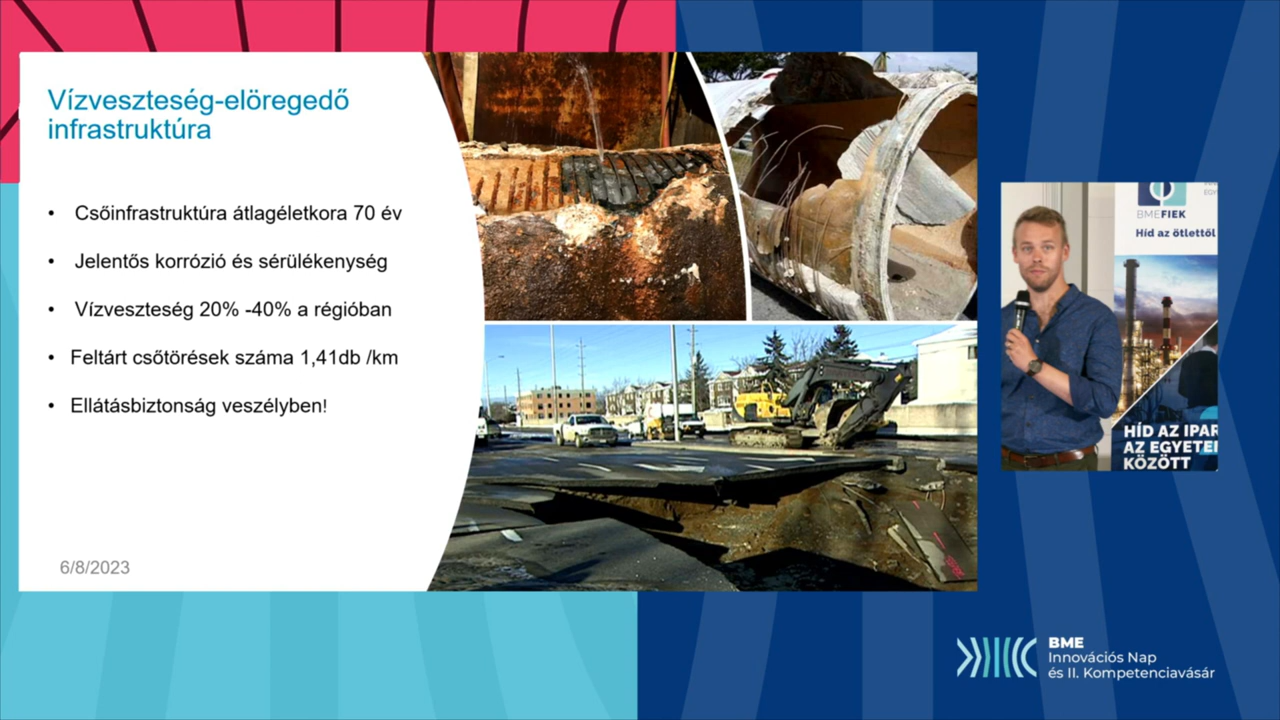 Vízveszteség-elöregedő
infrastruktúra
• Csőinfrastruktúra átlagéletkora 70 év
• Jelentős korrózió és sérülékenység
• Vízveszteség 20% -40% a régióban
• Feltárt csőtörések száma 1,41db /km
• Ellátásbiztonság veszélyben!
6/8/2023
BMEFIEK
Híd az ötlettől
HÍD AZ IPAR
AZ EGYETE
KÖZÖTT
BME
Innovációs Nap
és II. Kompetenciavásár